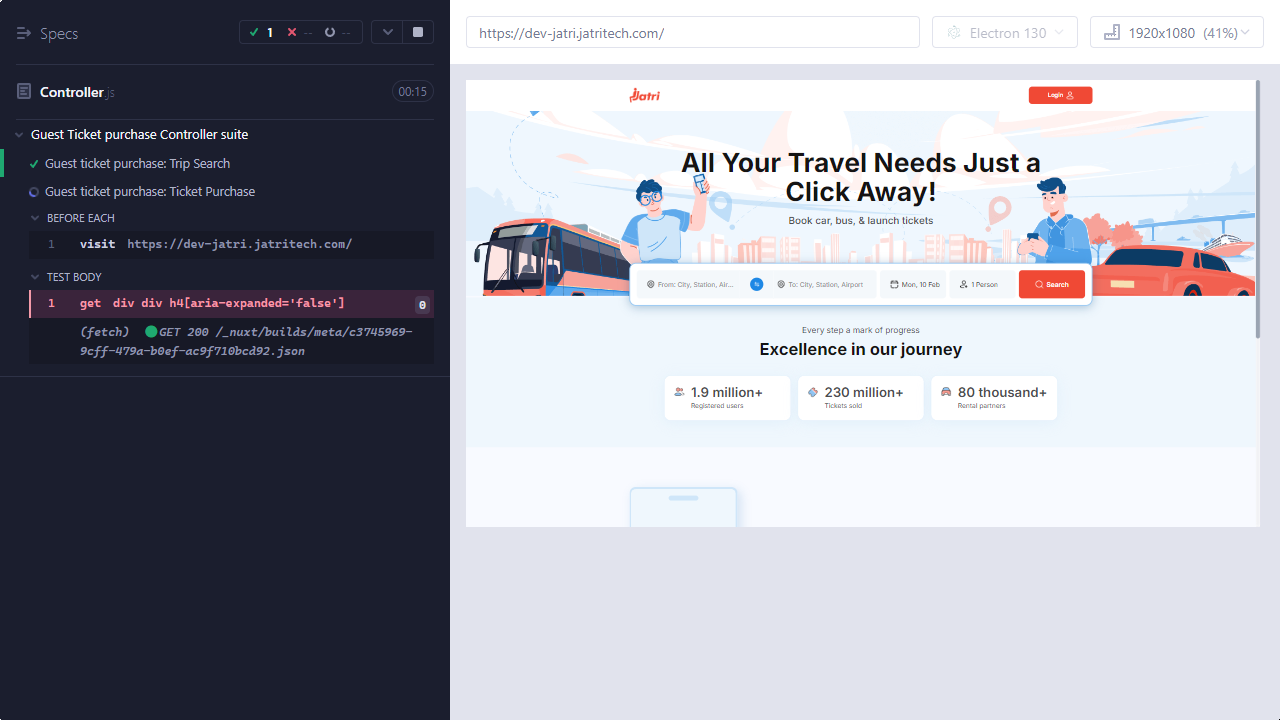 Specs
1
--
--
https://dev-jatri.jatritech.com/
Electron 130
1920x1080 (41%)
Controller.js
00:15
Guest Ticket purchase Controller suite
Guest ticket purchase: Trip Search
Guest ticket purchase: Ticket Purchase
BEFORE EACH
1 visit https://dev-jatri.jatritech.com/
TEST BODY
1 get div div h4[aria-expanded='false'] 0
(fetch) GET 200 /_nuxt/builds/meta/c3745969-
9cff-479a-b0ef-ac9f710bcd92.json
Jatri
Login
All Your Travel Needs Just a
Click Away!
Book car, bus, & launch tickets
From: City, Station, Air...
To: City, Station, Airport
Mon, 10 Feb
1 Person
Search
Every step a mark of progress
Excellence in our journey
1.9 million+
Registered users
230 million+
Tickets sold
80 thousand+
Rental partners